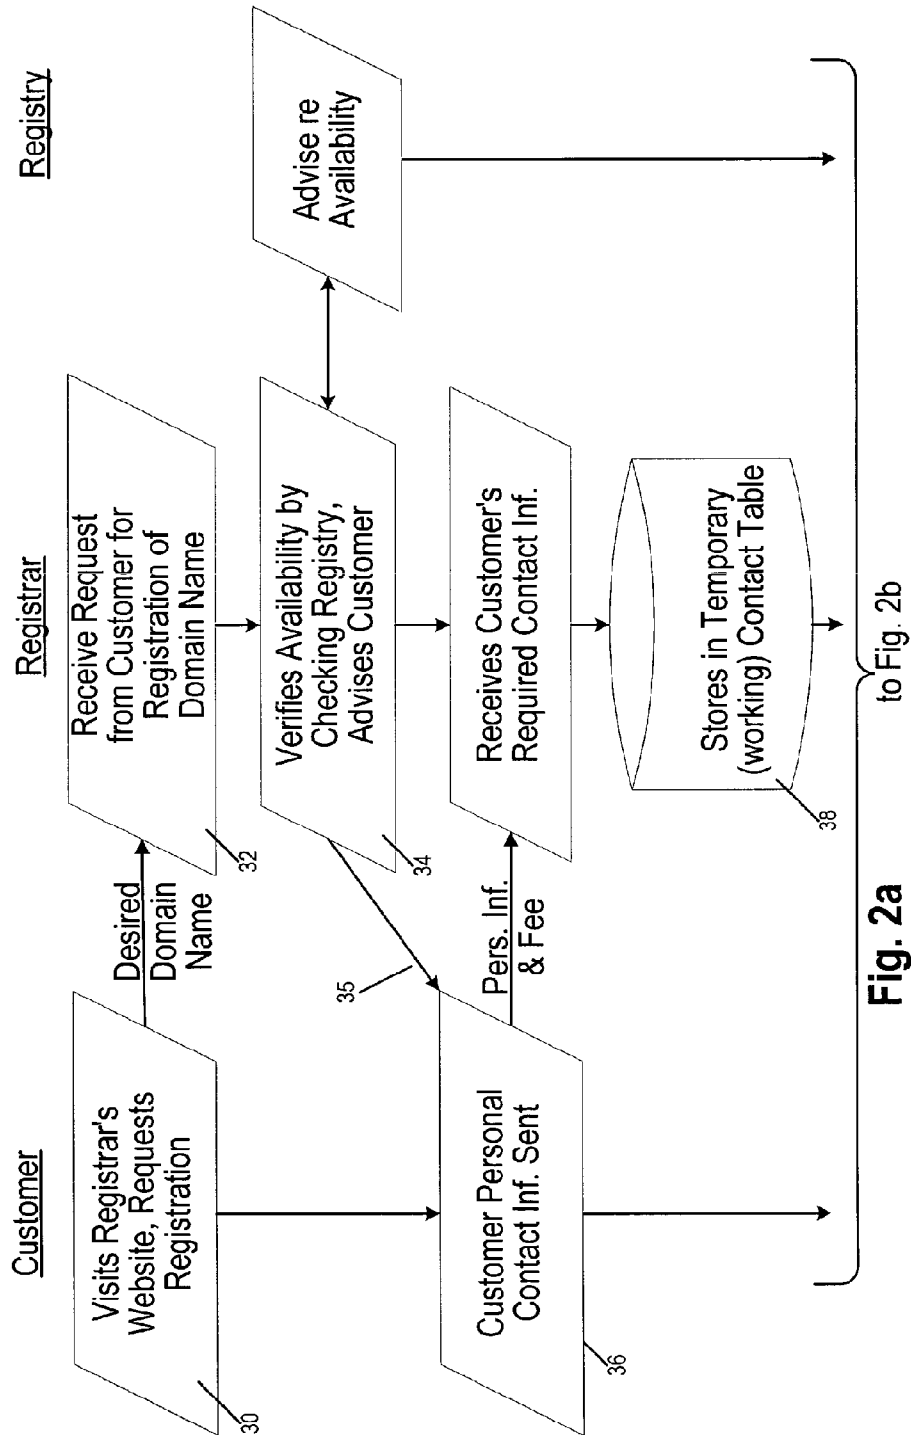 Customer
Registrar
Registry
Visits Registrar's
Website, Requests
Registration
30
Desired
Domain
Name
Receive Request
from Customer for
Registration of
Domain Name
32
Verifies Availability by
Checking Registry,
Advises Customer
34
Advise re
Availability
35
Customer Personal
Contact Inf. Sent
36
Pers. Inf.
& Fee
Receives Customer's
Required Contact Inf.
Stores in Temporary
(working) Contact Table
38
to Fig. 2b
Fig. 2a